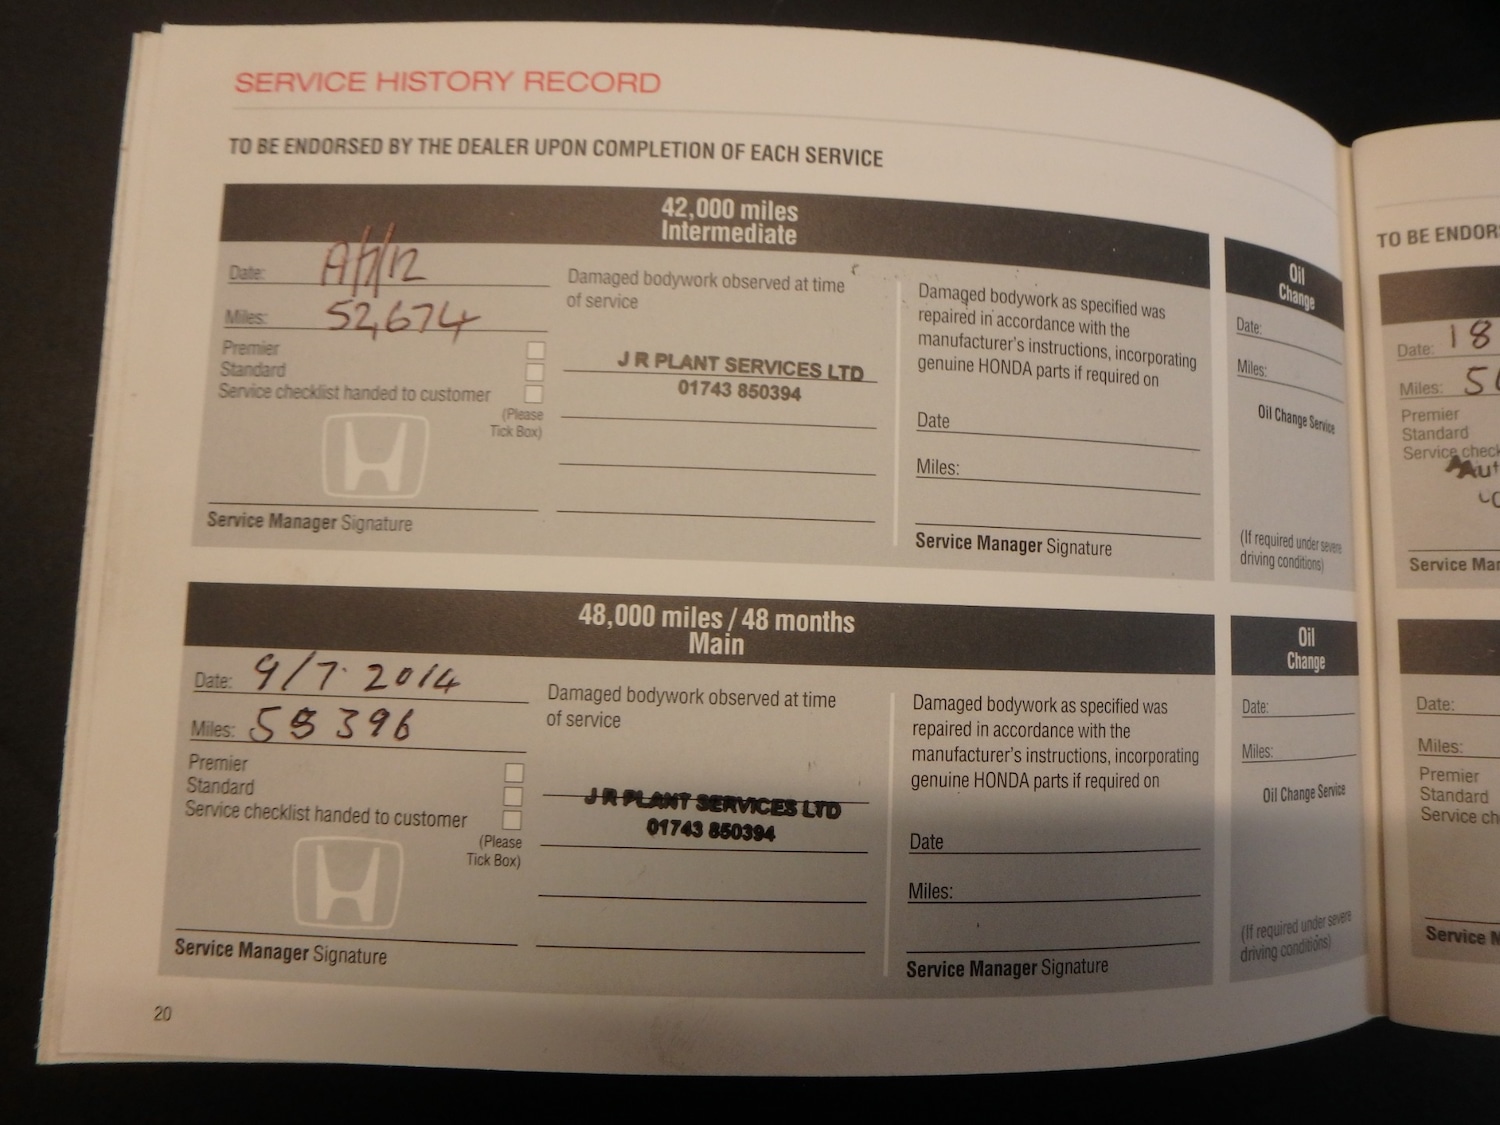 SERVICE HISTORY RECORD
TO BE ENDORSED BY THE DEALER UPON COMPLETION OF EACH SERVICE
42,000 miles
Intermediate
Date:
Miles: 52,674
Premier
Standard
Service checklist handed to customer
(Please
Tick Box)
Service Manager Signature
Damaged bodywork observed at time
of service
J R PLANT SERVICES LTD
01743 850394
Damaged bodywork as specified was
repaired in accordance with the
manufacturer's instructions, incorporating
genuine HONDA parts if required on
Date
Miles:
Service Manager Signature
Oil
Change
Date:
Miles:
Oil Change Service
(If required under severe
driving conditions)
48,000 miles / 48 months
Main
Date: 9/7.2014
Miles: 58396
Premier
Standard
Service checklist handed to customer
(Please
Tick Box)
Service Manager Signature
Damaged bodywork observed at time
of service
J R PLANT SERVICES LTD
01743 850394
Damaged bodywork as specified was
repaired in accordance with the
manufacturer's instructions, incorporating
genuine HONDA parts if required on
Date
Miles:
Service Manager Signature
Oil
Change
Date:
Miles:
Oil Change Service
(If required under severe
driving conditions)
20
TO BE ENDOR
Date: 18
Miles:
Premier
Standard
Service check
Service Man
Date:
Miles:
Premier
Standard
Service ch
Service M